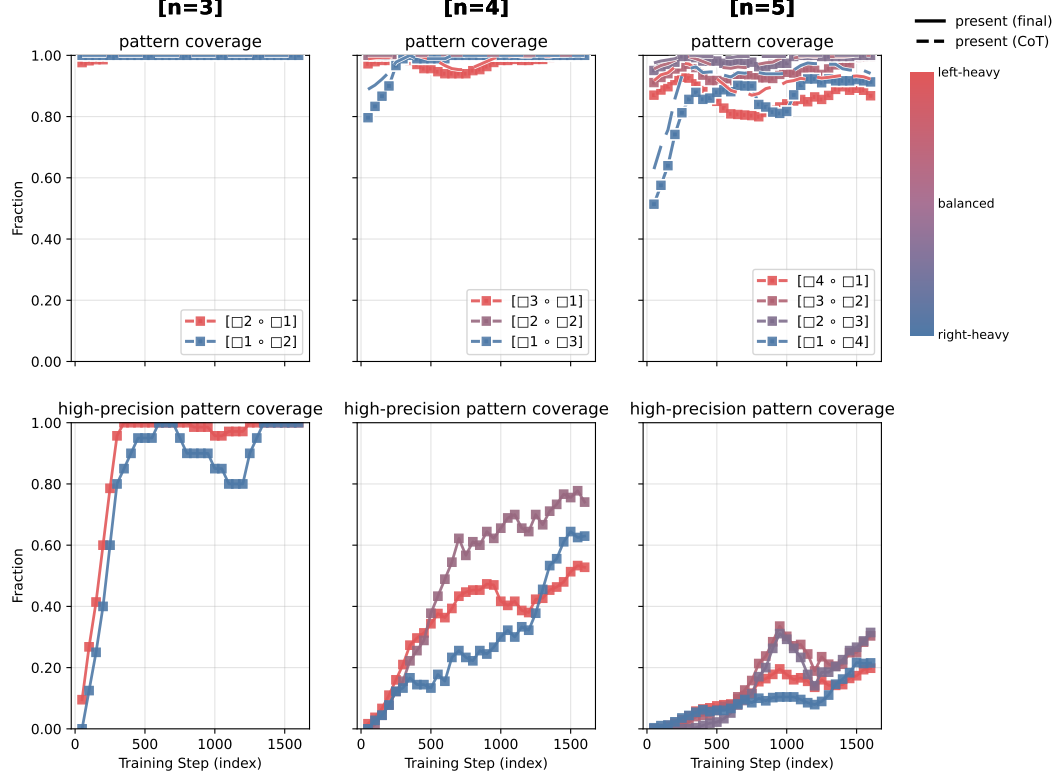 [n=3]
[n=4]
[n=5]
present (final)
present (CoT)
left-heavy
balanced
right-heavy
pattern coverage
1.00
0.80
0.60
0.40
0.20
0.00
Fraction
[□2 ∘ □1]
[□1 ∘ □2]
pattern coverage
[□3 ∘ □1]
[□2 ∘ □2]
[□1 ∘ □3]
pattern coverage
[□4 ∘ □1]
[□3 ∘ □2]
[□2 ∘ □3]
[□1 ∘ □4]
high-precision pattern coverage
1.00
0.80
0.60
0.40
0.20
0.00
Fraction
0 500 1000 1500
Training Step (index)
high-precision pattern coverage
0 500 1000 1500
Training Step (index)
high-precision pattern coverage
0 500 1000 1500
Training Step (index)